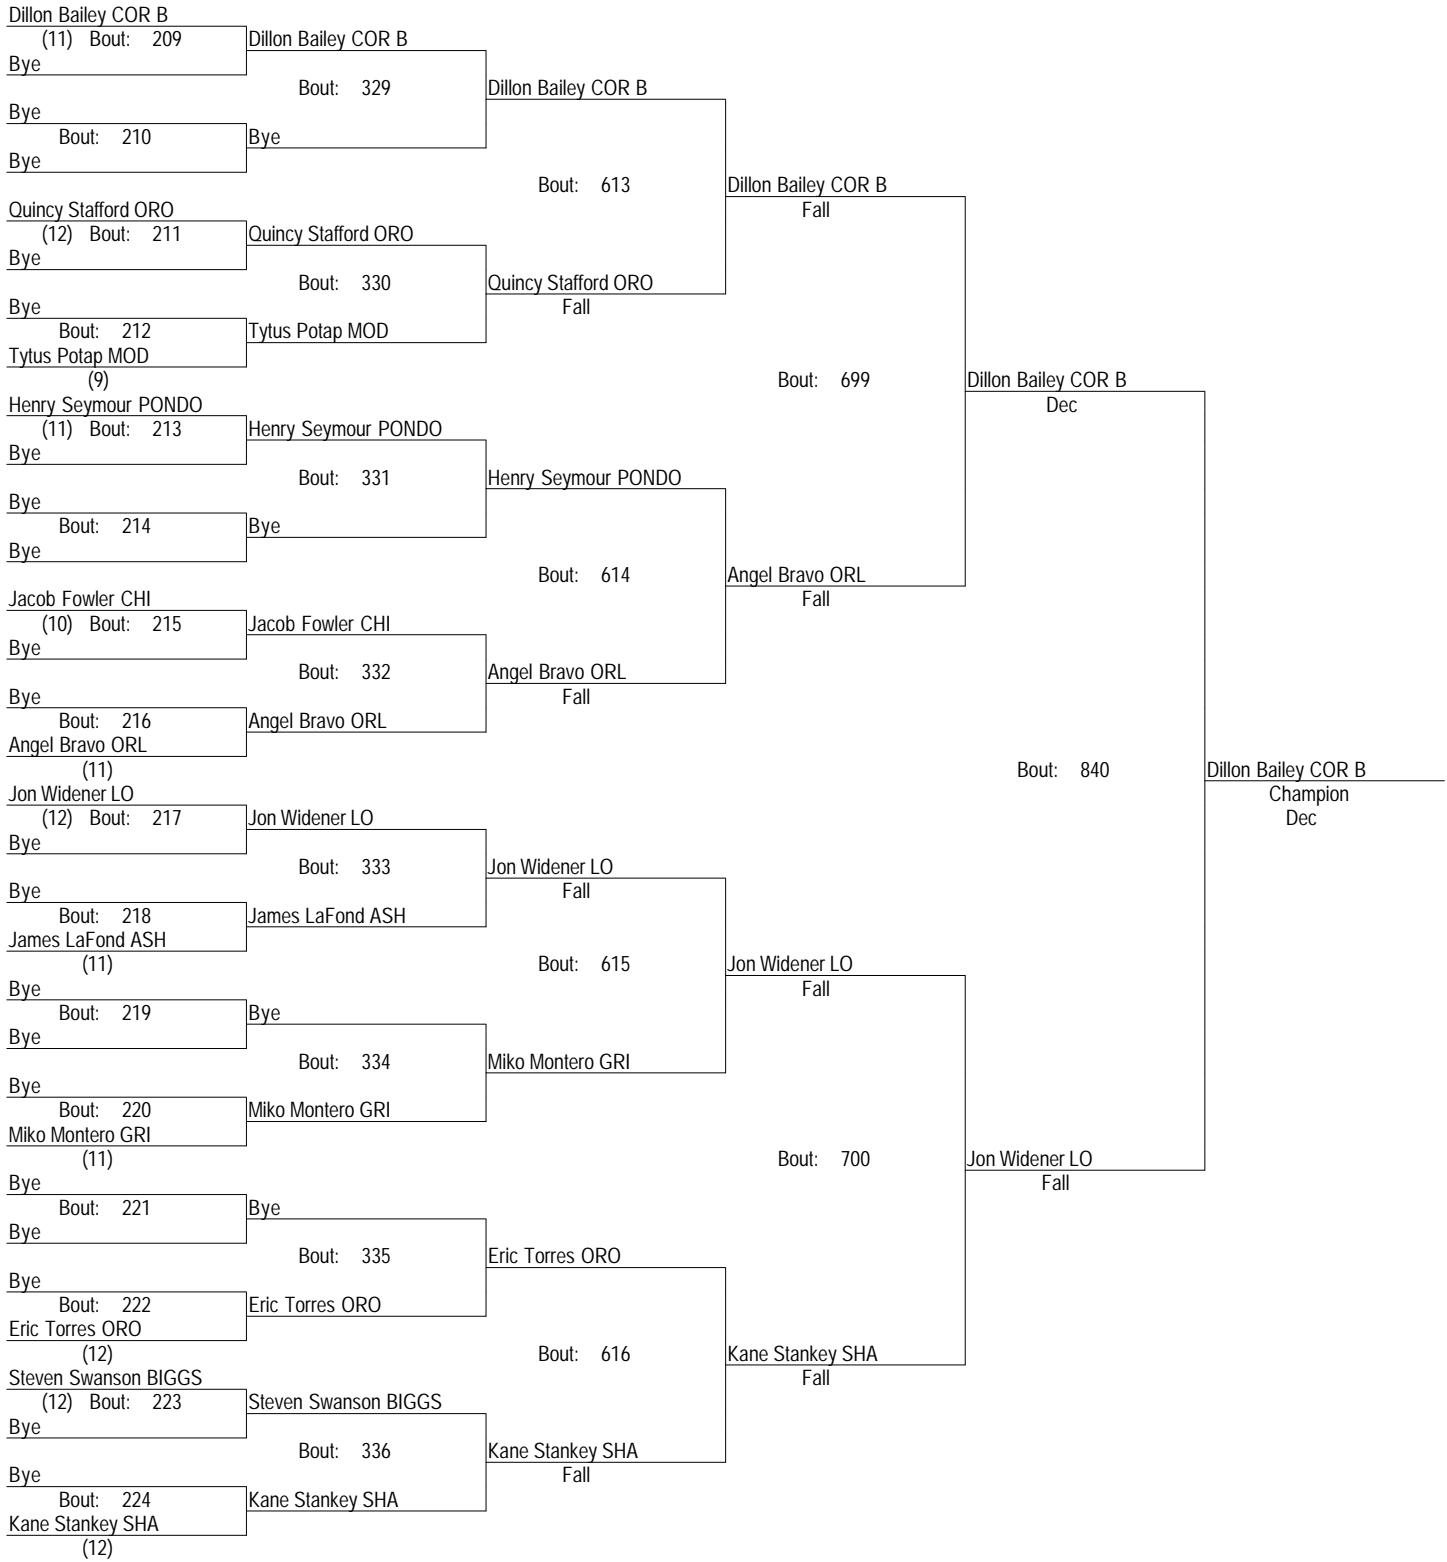 Dillon Bailey COR B
(11) Bout: 209 Dillon Bailey COR B
Bye
Bout: 329 Dillon Bailey COR B
Bye
Bout: 210 Bye
Bye
Bout: 613 Dillon Bailey COR B
Quincy Stafford ORO Fall
(12) Bout: 211 Quincy Stafford ORO
Bye
Bout: 330 Quincy Stafford ORO
Bye Fall
Bout: 212 Tytus Potap MOD
Tytus Potap MOD
(9) Bout: 699 Dillon Bailey COR B
Henry Seymour PONDO Dec
(11) Bout: 213 Henry Seymour PONDO
Bye
Bout: 331 Henry Seymour PONDO
Bye
Bout: 214 Bye
Bye
Bout: 614 Angel Bravo ORL
Jacob Fowler CHI Fall
(10) Bout: 215 Jacob Fowler CHI
Bye
Bout: 332 Angel Bravo ORL
Bye Fall
Bout: 216 Angel Bravo ORL
Angel Bravo ORL
(11) Bout: 840 Dillon Bailey COR B
Jon Widener LO Champion
(12) Bout: 217 Jon Widener LO Dec
Bye
Bout: 333 Jon Widener LO
Bye Fall
Bout: 218 James LaFond ASH
James LaFond ASH
(11) Bout: 615 Jon Widener LO
Bye Fall
Bout: 219 Bye
Bye
Bout: 334 Miko Montero GRI
Bye
Bout: 220 Miko Montero GRI
Miko Montero GRI
(11) Bout: 700 Jon Widener LO
Bye Fall
Bout: 221 Bye
Bye
Bout: 335 Eric Torres ORO
Bye
Bout: 222 Eric Torres ORO
Eric Torres ORO
(12) Bout: 616 Kane Stankey SHA
Steven Swanson BIGGS Fall
(12) Bout: 223 Steven Swanson BIGGS
Bye
Bout: 336 Kane Stankey SHA
Bye Fall
Bout: 224 Kane Stankey SHA
Kane Stankey SHA
(12)